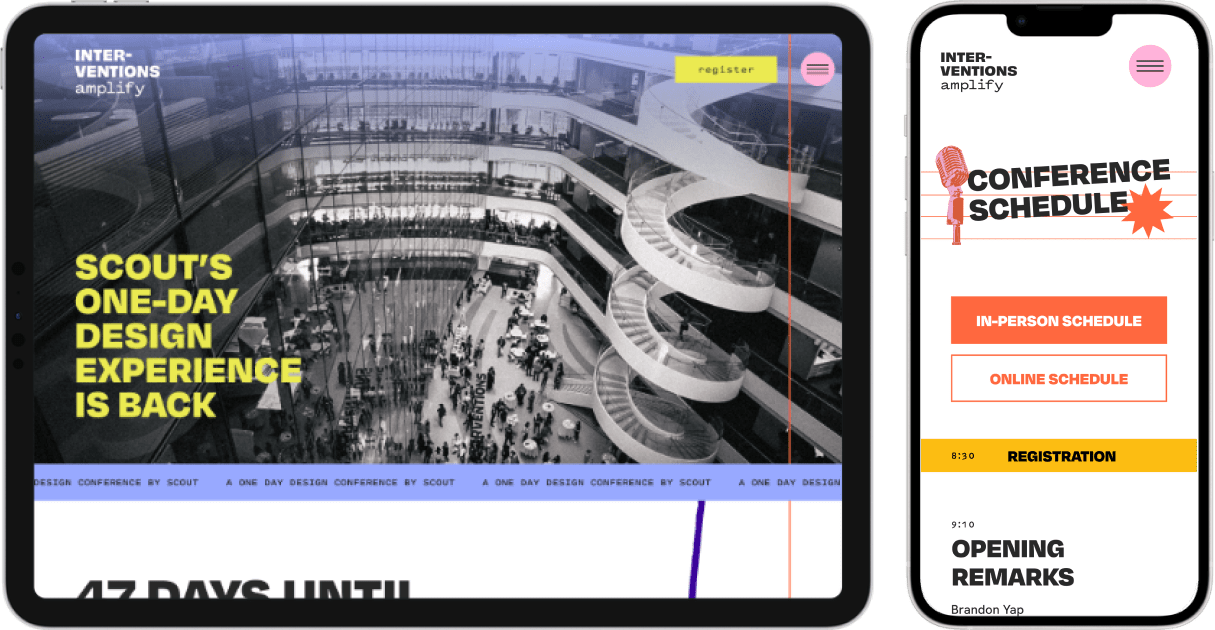 INTER-
VENTIONS
amplify
register
SCOUT'S
ONE-DAY
DESIGN
EXPERIENCE
IS BACK
INTERVENTIONS
DESIGN CONFERENCE BY SCOUT A ONE DAY DESIGN CONFERENCE BY SCOUT A ONE DAY DESIGN CONFERENCE BY SCOUT A ONE DAY DESIGN
47 DAYS UNTIL
INTER-
VENTIONS
amplify
CONFERENCE
SCHEDULE
IN-PERSON SCHEDULE
ONLINE SCHEDULE
8:30 REGISTRATION
9:10
OPENING
REMARKS
Brandon Yap